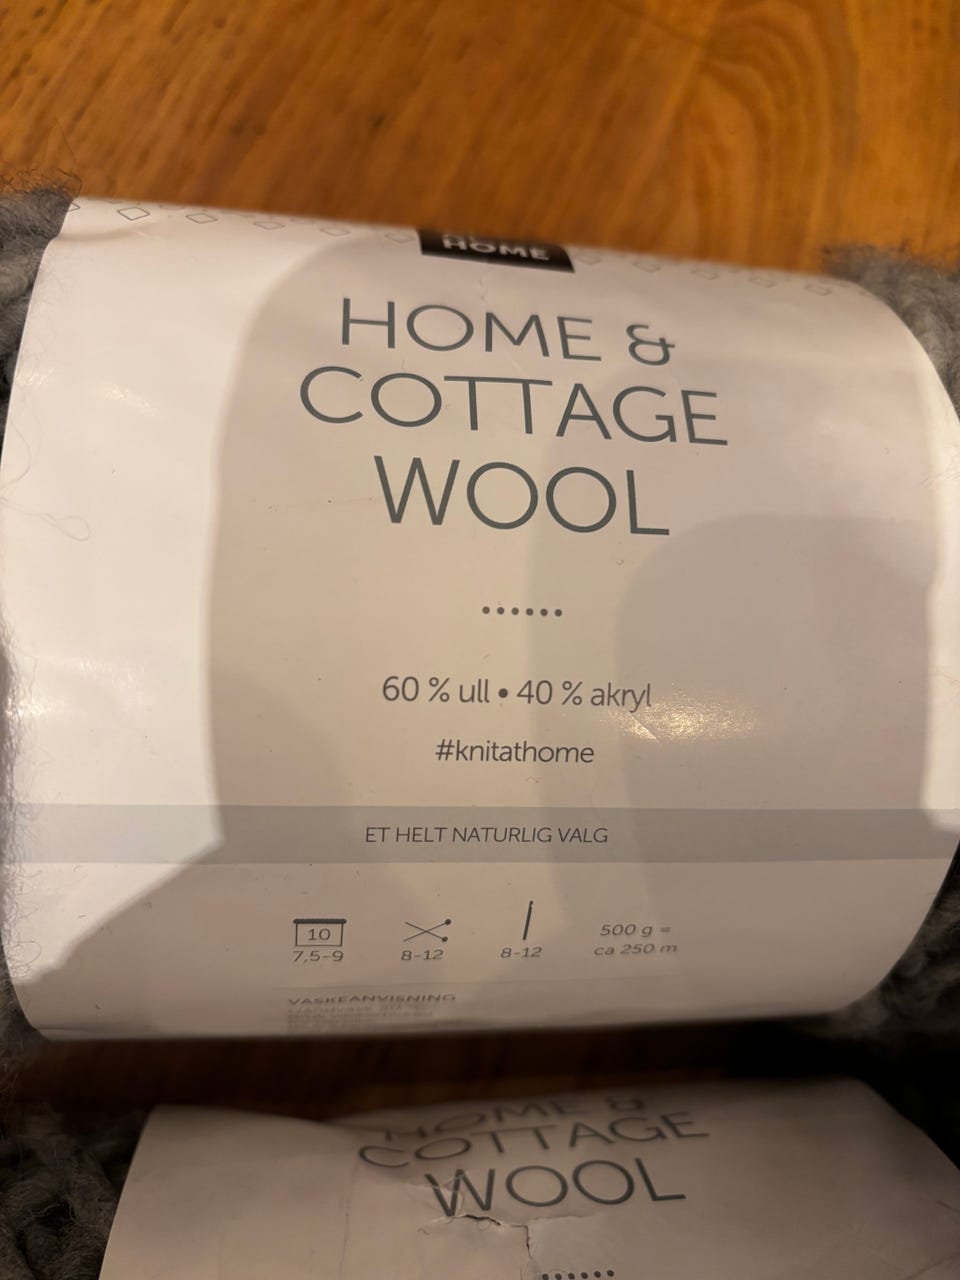 HOME
HOME &
COTTAGE
WOOL
60 % ull • 40 % akryl
#knitathome
ET HELT NATURLIG VALG
10
7,5-9
8-12
8-12
500 g =
ca 250 m
VASKEANVISNING
HOME &
COTTAGE
WOOL